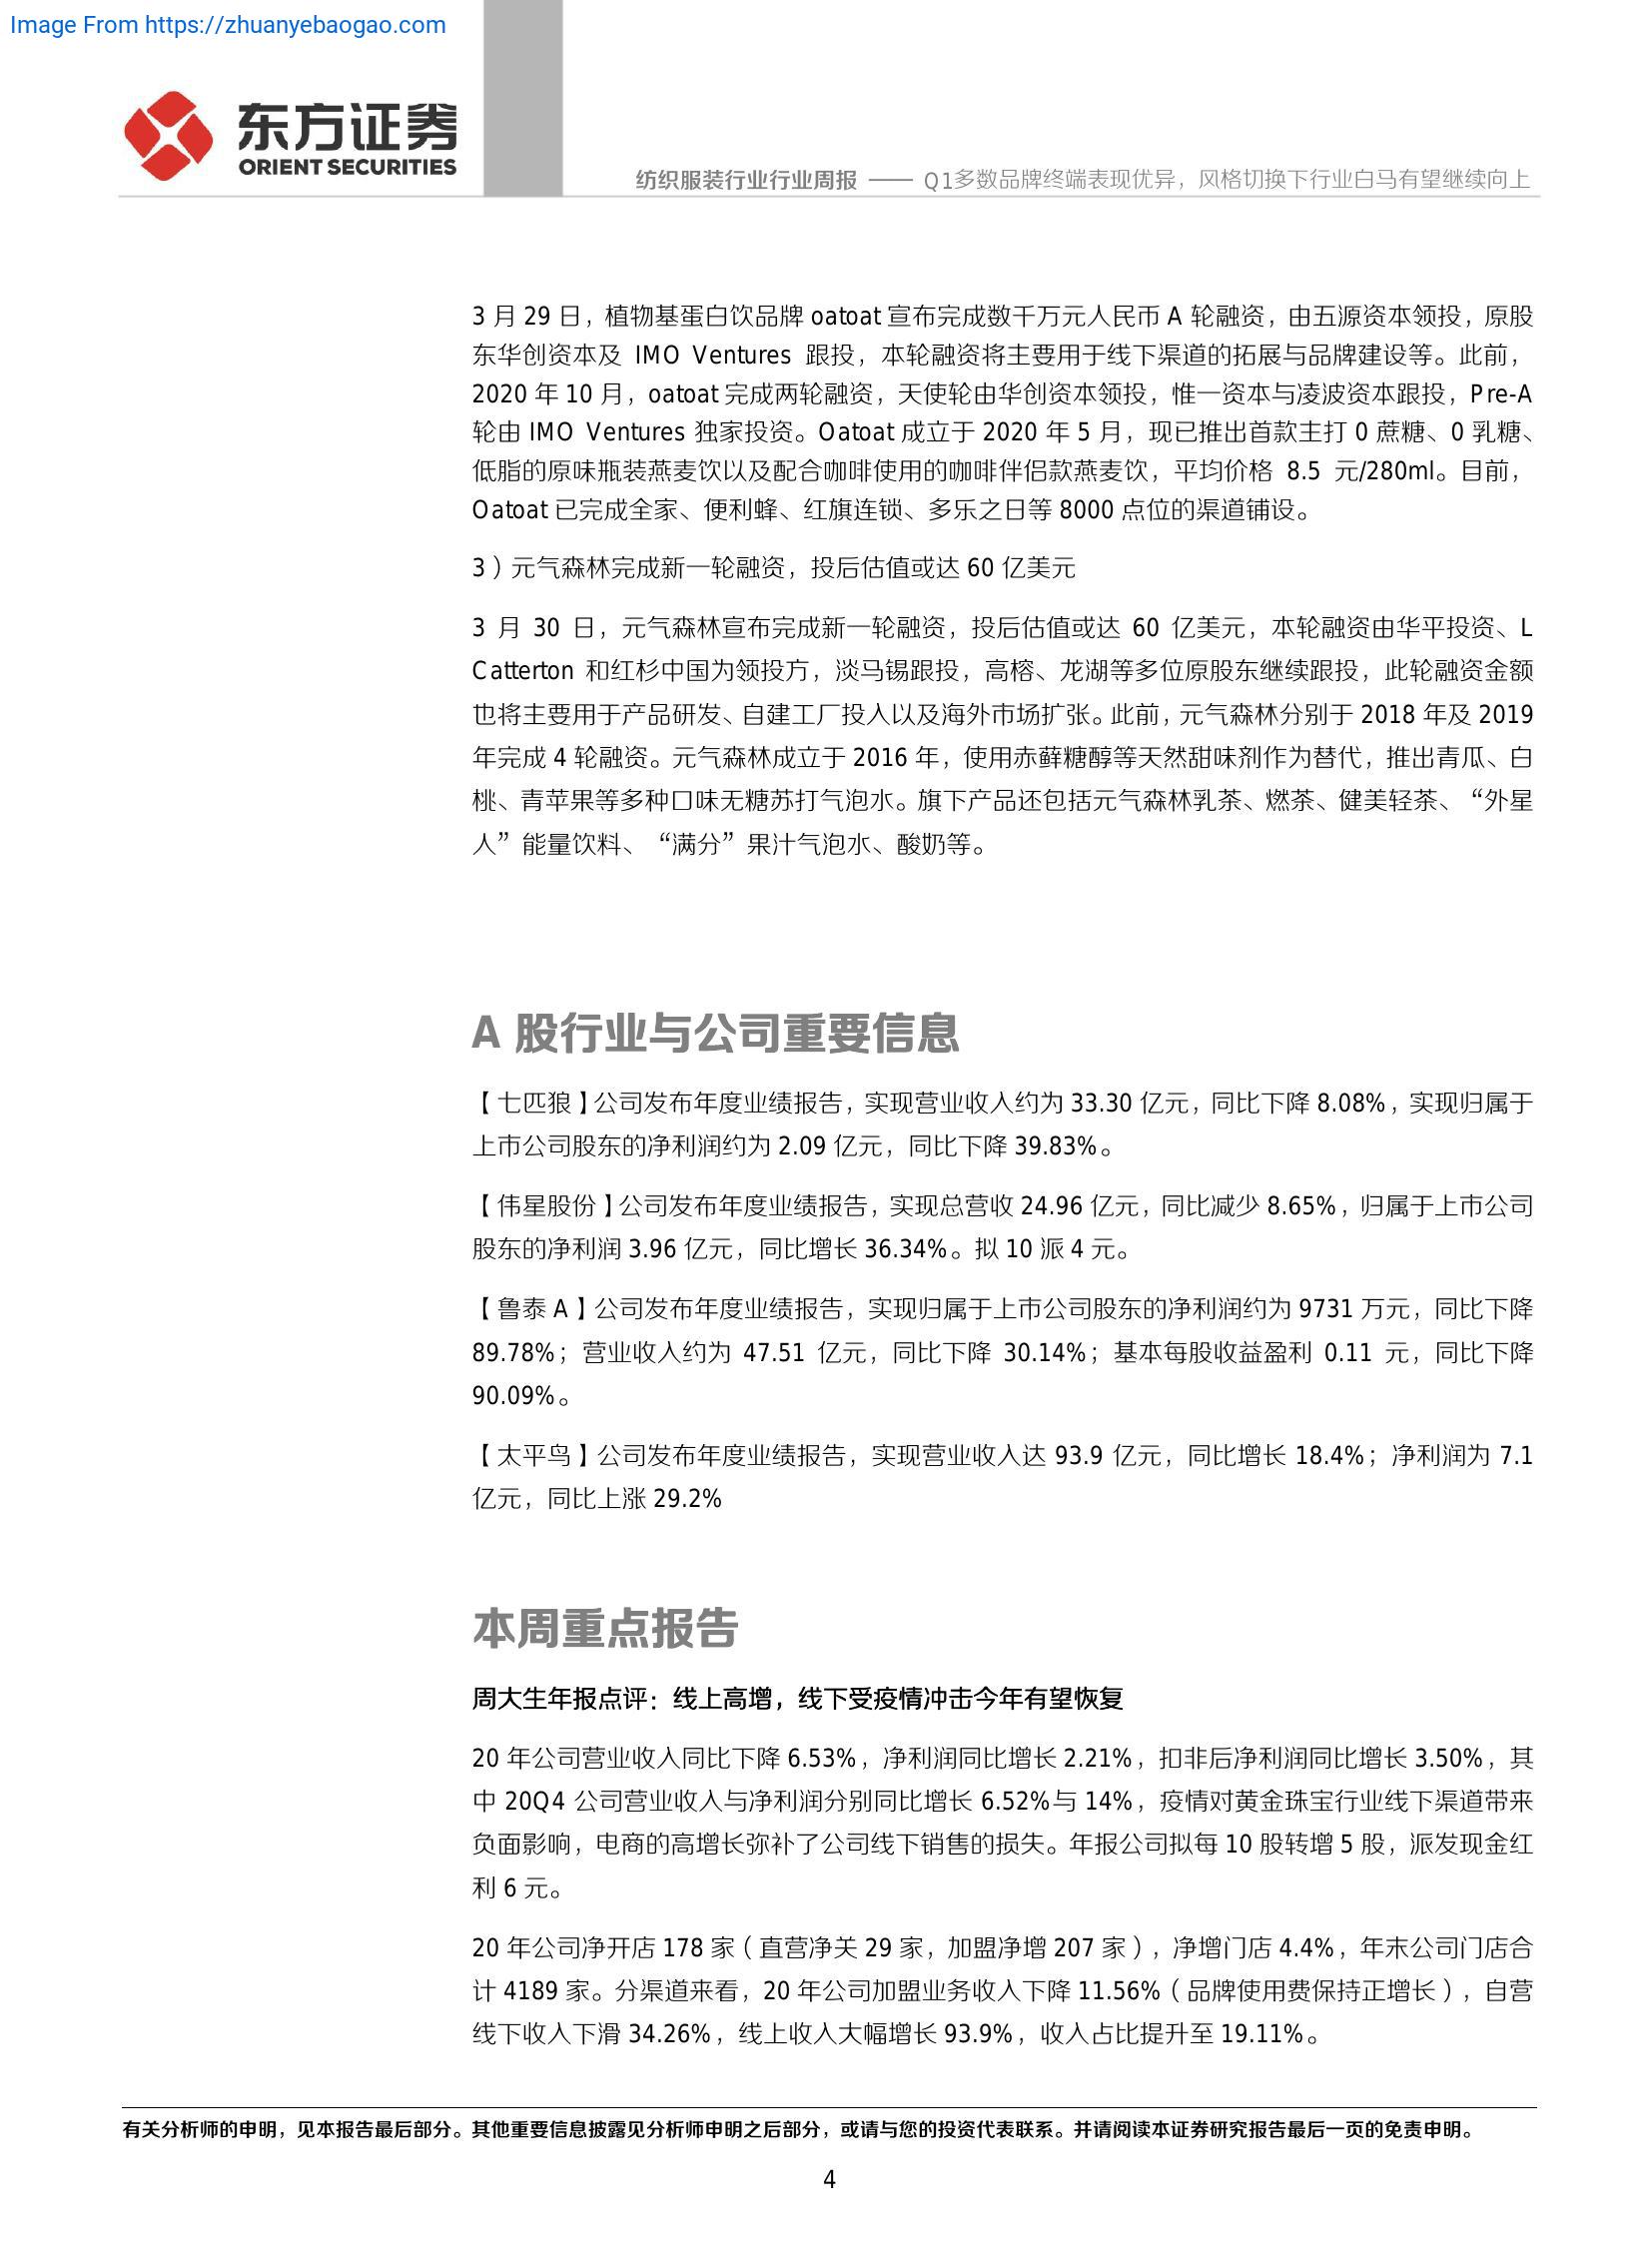 Image From https://zhuanyebaogao.com
东方证券
ORIENT SECURITIES
纺织服装行业行业周报 —— Q1多数品牌终端表现优异，风格切换下行业白马有望继续向上
3 月 29 日，植物基蛋白饮品牌 oatoat 宣布完成数千万元人民币 A 轮融资，由五源资本领投，原股
东华创资本及 IMO Ventures 跟投，本轮融资将主要用于线下渠道的拓展与品牌建设等。此前，
2020 年 10 月，oatoat 完成两轮融资，天使轮由华创资本领投，惟一资本与凌波资本跟投，Pre-A
轮由 IMO Ventures 独家投资。Oatoat 成立于 2020 年 5 月，现已推出首款主打 0 蔗糖、0 乳糖、
低脂的原味瓶装燕麦饮以及配合咖啡使用的咖啡伴侣款燕麦饮，平均价格 8.5 元/280ml。目前，
Oatoat 已完成全家、便利蜂、红旗连锁、多乐之日等 8000 点位的渠道铺设。
3）元气森林完成新一轮融资，投后估值或达 60 亿美元
3 月 30 日，元气森林宣布完成新一轮融资，投后估值或达 60 亿美元，本轮融资由华平投资、L
Catterton 和红杉中国为领投方，淡马锡跟投，高榕、龙湖等多位原股东继续跟投，此轮融资金额
也将主要用于产品研发、自建工厂投入以及海外市场扩张。此前，元气森林分别于 2018 年及 2019
年完成 4 轮融资。元气森林成立于 2016 年，使用赤藓糖醇等天然甜味剂作为替代，推出青瓜、白
桃、青苹果等多种口味无糖苏打气泡水。旗下产品还包括元气森林乳茶、燃茶、健美轻茶、“外星
人”能量饮料、“满分”果汁气泡水、酸奶等。
A 股行业与公司重要信息
【七匹狼】公司发布年度业绩报告，实现营业收入约为 33.30 亿元，同比下降 8.08%，实现归属于
上市公司股东的净利润约为 2.09 亿元，同比下降 39.83%。
【伟星股份】公司发布年度业绩报告，实现总营收 24.96 亿元，同比减少 8.65%，归属于上市公司
股东的净利润 3.96 亿元，同比增长 36.34%。拟 10 派 4 元。
【鲁泰 A】公司发布年度业绩报告，实现归属于上市公司股东的净利润约为 9731 万元，同比下降
89.78%；营业收入约为 47.51 亿元，同比下降 30.14%；基本每股收益盈利 0.11 元，同比下降
90.09%。
【太平鸟】公司发布年度业绩报告，实现营业收入达 93.9 亿元，同比增长 18.4%；净利润为 7.1
亿元，同比上涨 29.2%
本周重点报告
周大生年报点评：线上高增，线下受疫情冲击今年有望恢复
20 年公司营业收入同比下降 6.53%，净利润同比增长 2.21%，扣非后净利润同比增长 3.50%，其
中 20Q4 公司营业收入与净利润分别同比增长 6.52%与 14%，疫情对黄金珠宝行业线下渠道带来
负面影响，电商的高增长弥补了公司线下销售的损失。年报公司拟每 10 股转增 5 股，派发现金红
利 6 元。
20 年公司净开店 178 家（直营净关 29 家，加盟净增 207 家），净增门店 4.4%，年末公司门店合
计 4189 家。分渠道来看，20 年公司加盟业务收入下降 11.56%（品牌使用费保持正增长），自营
线下收入下滑 34.26%，线上收入大幅增长 93.9%，收入占比提升至 19.11%。
有关分析师的申明，见本报告最后部分。其他重要信息披露见分析师申明之后部分，或请与您的投资代表联系。并请阅读本证券研究报告最后一页的免责申明。
4